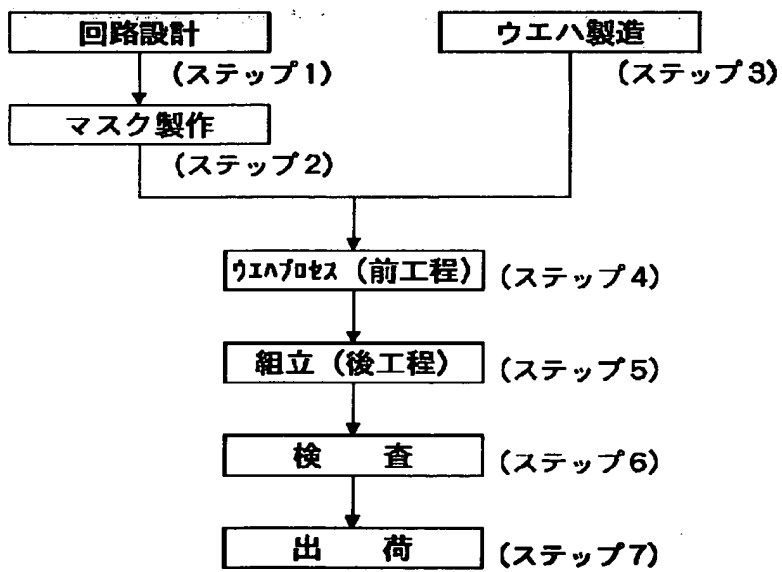 回路設計
(ステップ1)
マスク製作
(ステップ2)
ウエハ製造
(ステップ3)
ｳｴﾊﾌﾟﾛｾｽ（前工程）
(ステップ4)
組立（後工程）
(ステップ5)
検　　査
(ステップ6)
出　　荷
(ステップ7)